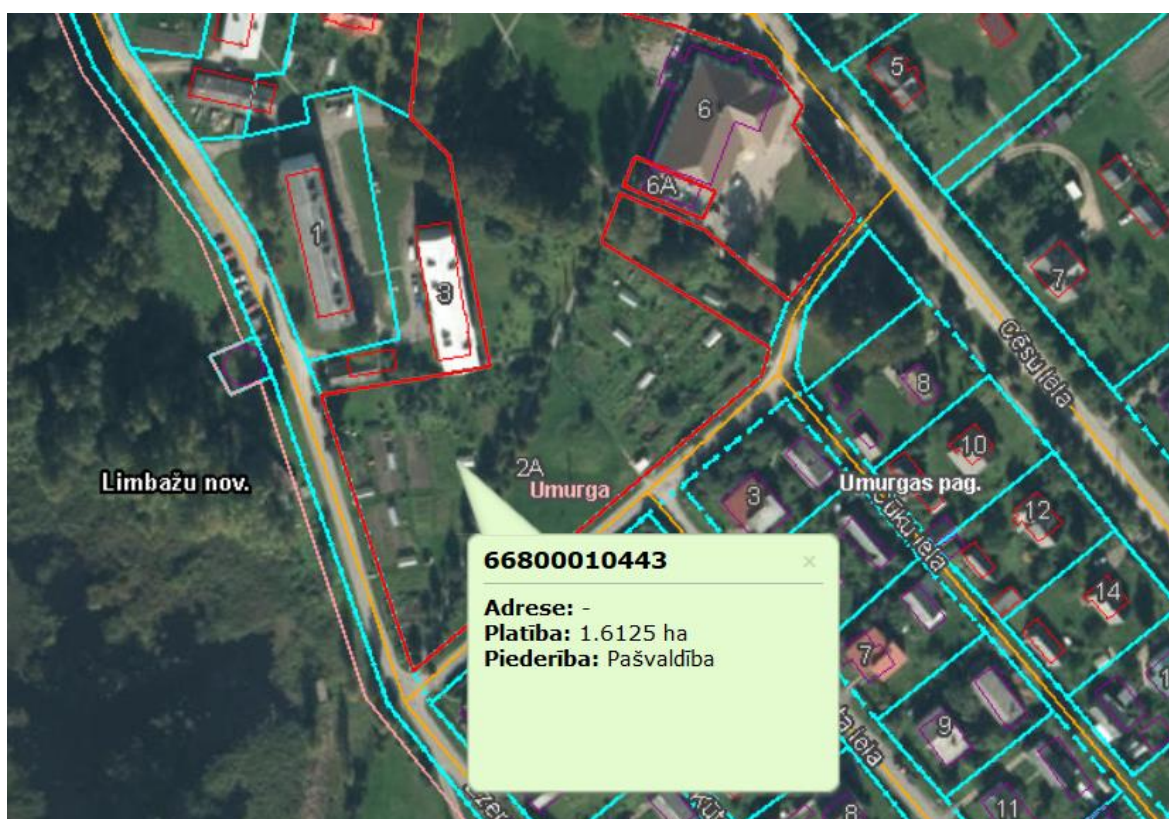 5
6
6A
7
1
3
Cēsu iela
8
10
Limbažu nov.
2A
Umurga
3
Umurgas pag.
12
66800010443
×
Adrese: -
Platība: 1.6125 ha
Piederība: Pašvaldība
14
7
9
11
8